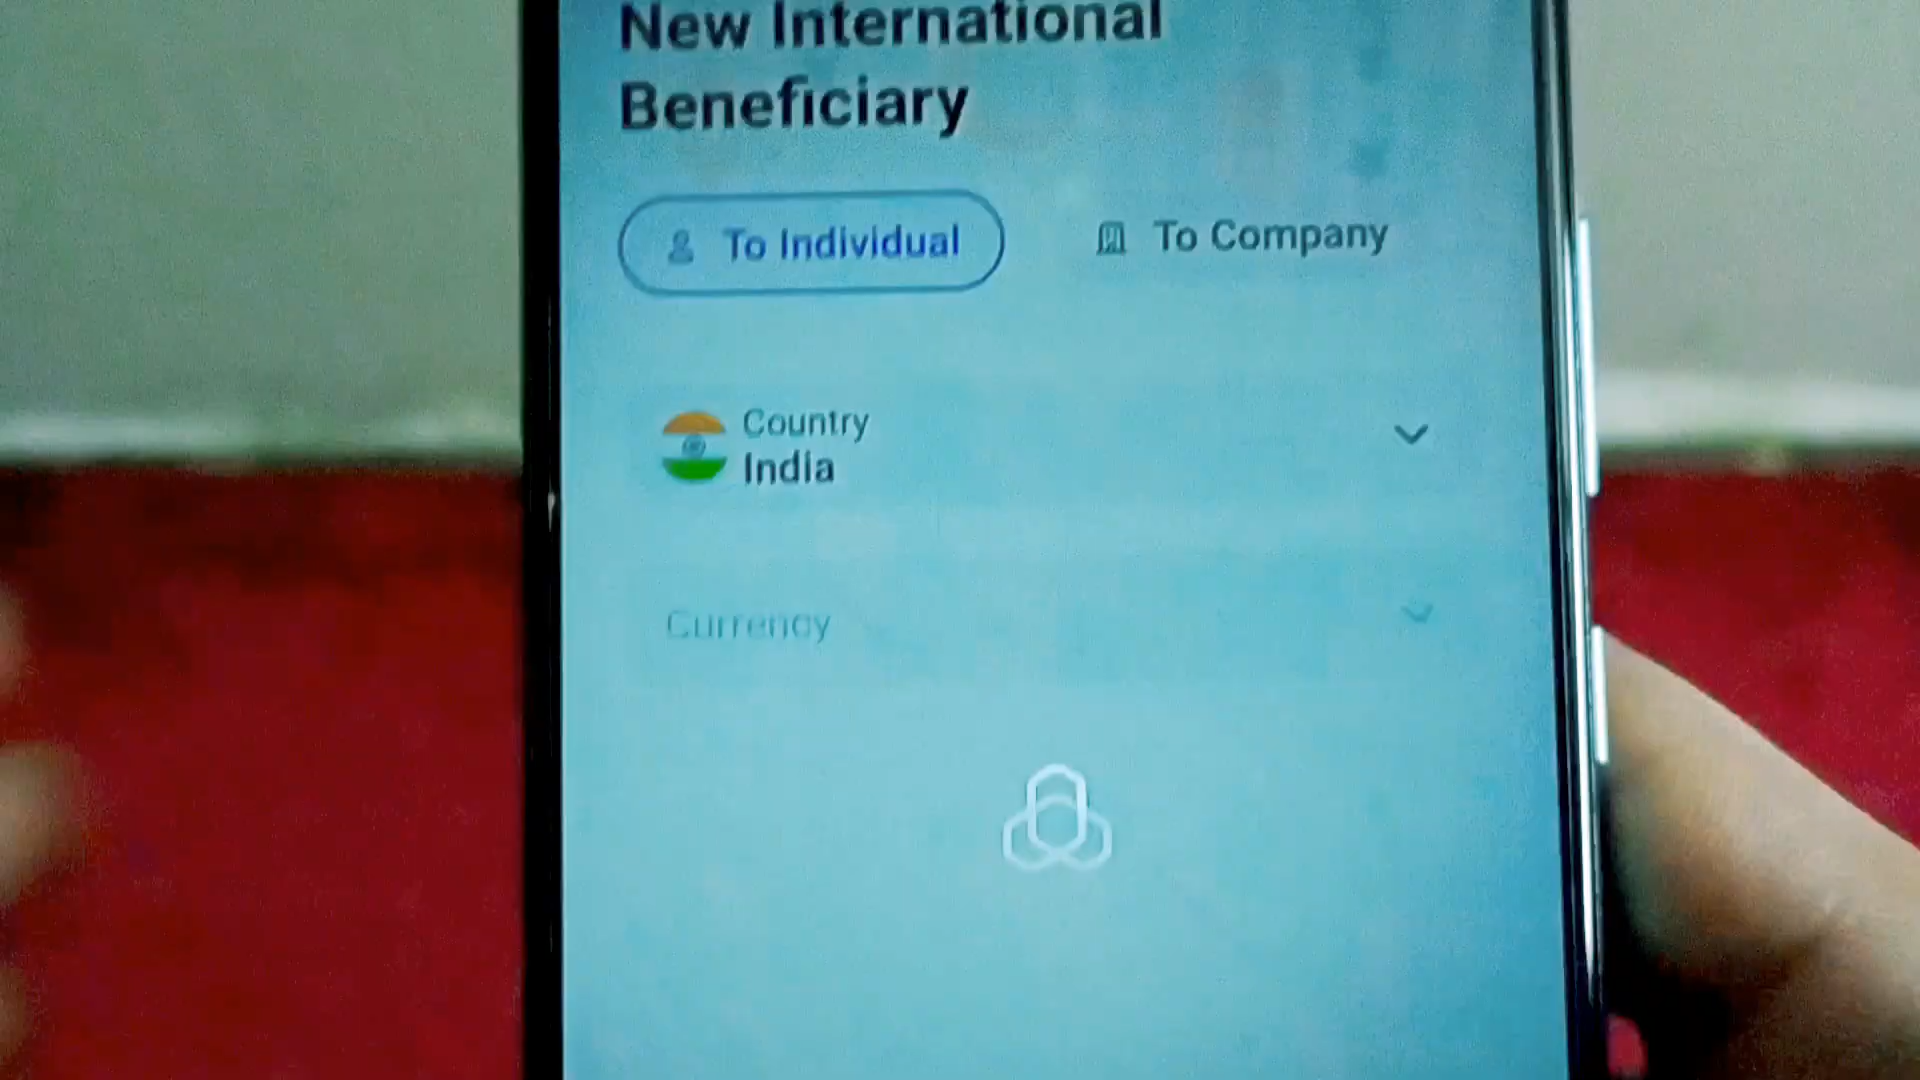 New International
Beneficiary
To Individual
To Company
Country
India
Currency